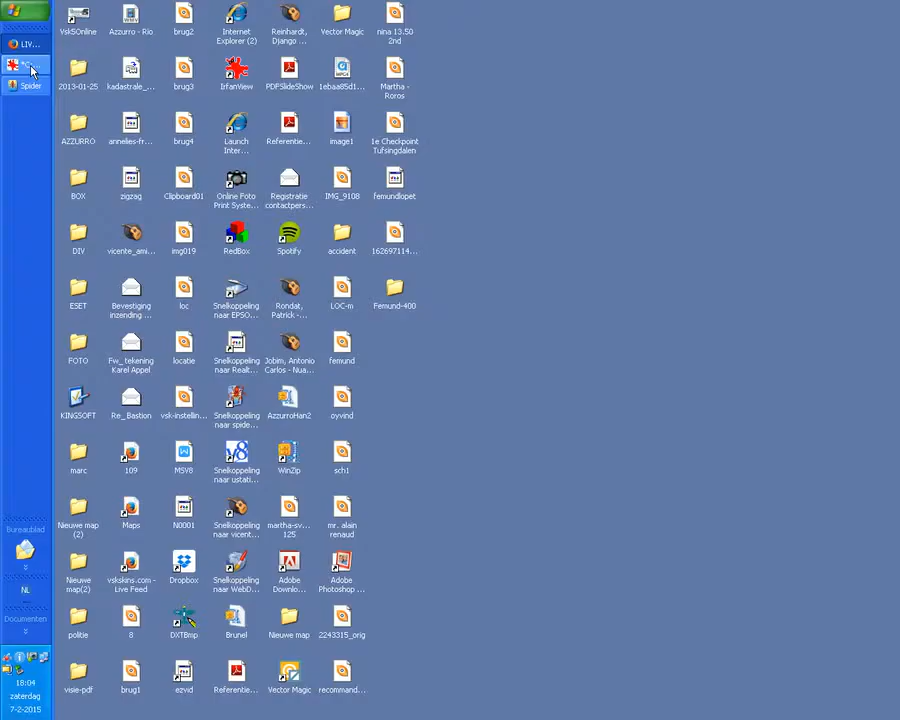 LIV...
Spider
VskSOnline
Azzurro - Rio
brug2
Internet
Explorer (2)
Reinhardt,
Django ...
Vector Magic
nina 13.50
2nd
2013-01-25
kadastrale_...
brug3
IrfanView
PDFSlideShow
1ebaa85d1...
Martha -
Roros
AZZURRO
annelies-fr...
brug4
Launch
Inter...
Referentie...
image1
1e Checkpoint
Tufsingdalen
BOX
zigzag
Clipboard01
Online Foto
Print Syste...
Registratie
contactpers...
IMG_9108
femundlopet
DIV
vicente_ami...
img019
RedBox
Spotify
accident
162697114...
ESET
Bevestiging
inzending ...
loc
Snelkoppeling
naar EPSO...
Rondat,
Patrick -...
LOC-m
Femund-400
FOTO
Fw_ tekening
Karel Appel
locatie
Snelkoppeling
naar Realt...
Jobim, Antonio
Carlos - Nua...
femund
KINGSOFT
Re_ Bastion
vsk-instellin...
Snelkoppeling
naar spide...
AzzurroHan2
oyvind
marc
109
MSV8
Snelkoppeling
naar ustati...
WinZip
sch1
Nieuwe map
(2)
Maps
N0001
Snelkoppeling
naar vicent...
martha-sv...
125
mr. alain
renaud
Bureaublad
Nieuwe
map(2)
vskskins.com -
Live Feed
Dropbox
Snelkoppeling
naar WebD...
Adobe
Downlo...
Adobe
Photoshop ...
NL
Documenten
politie
8
DXTBmp
Brunel
Nieuwe map
2243315_orig
visie-pdf
brug1
ezvid
Referentie...
Vector Magic
recommand...
18:04
zaterdag
7-2-2015